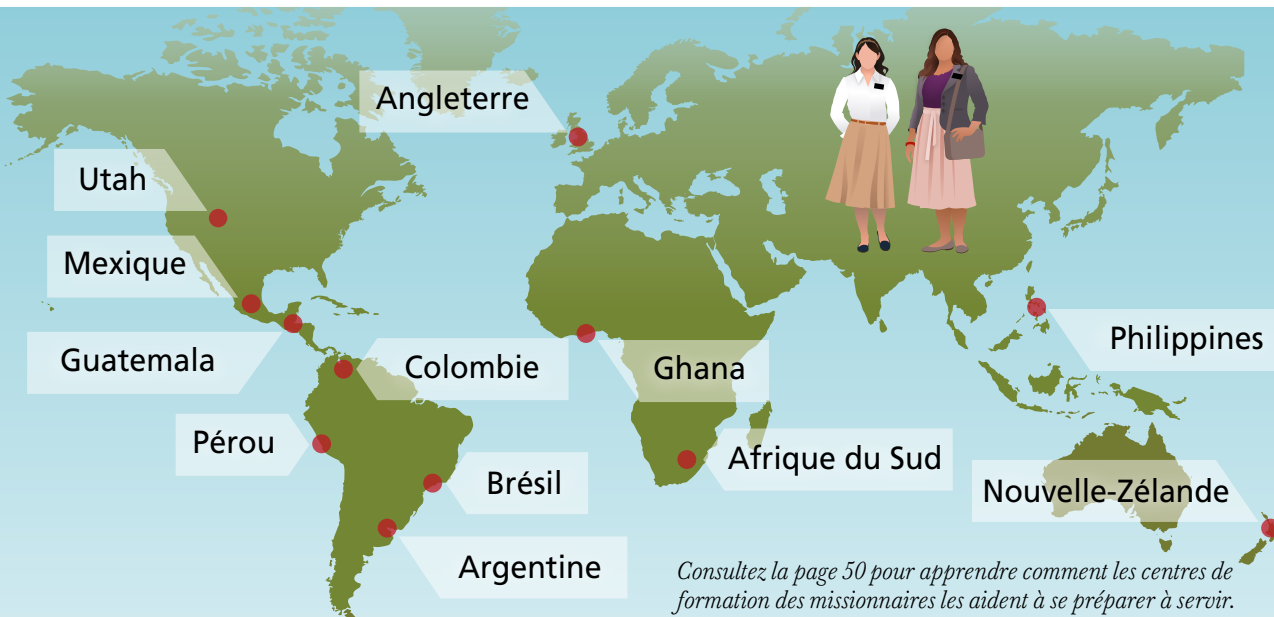 Angleterre
Utah
Mexique
Guatemala
Colombie
Ghana
Philippines
Pérou
Brésil
Afrique du Sud
Nouvelle-Zélande
Argentine
Consultez la page 50 pour apprendre comment les centres de
formation des missionnaires les aident à se préparer à servir.